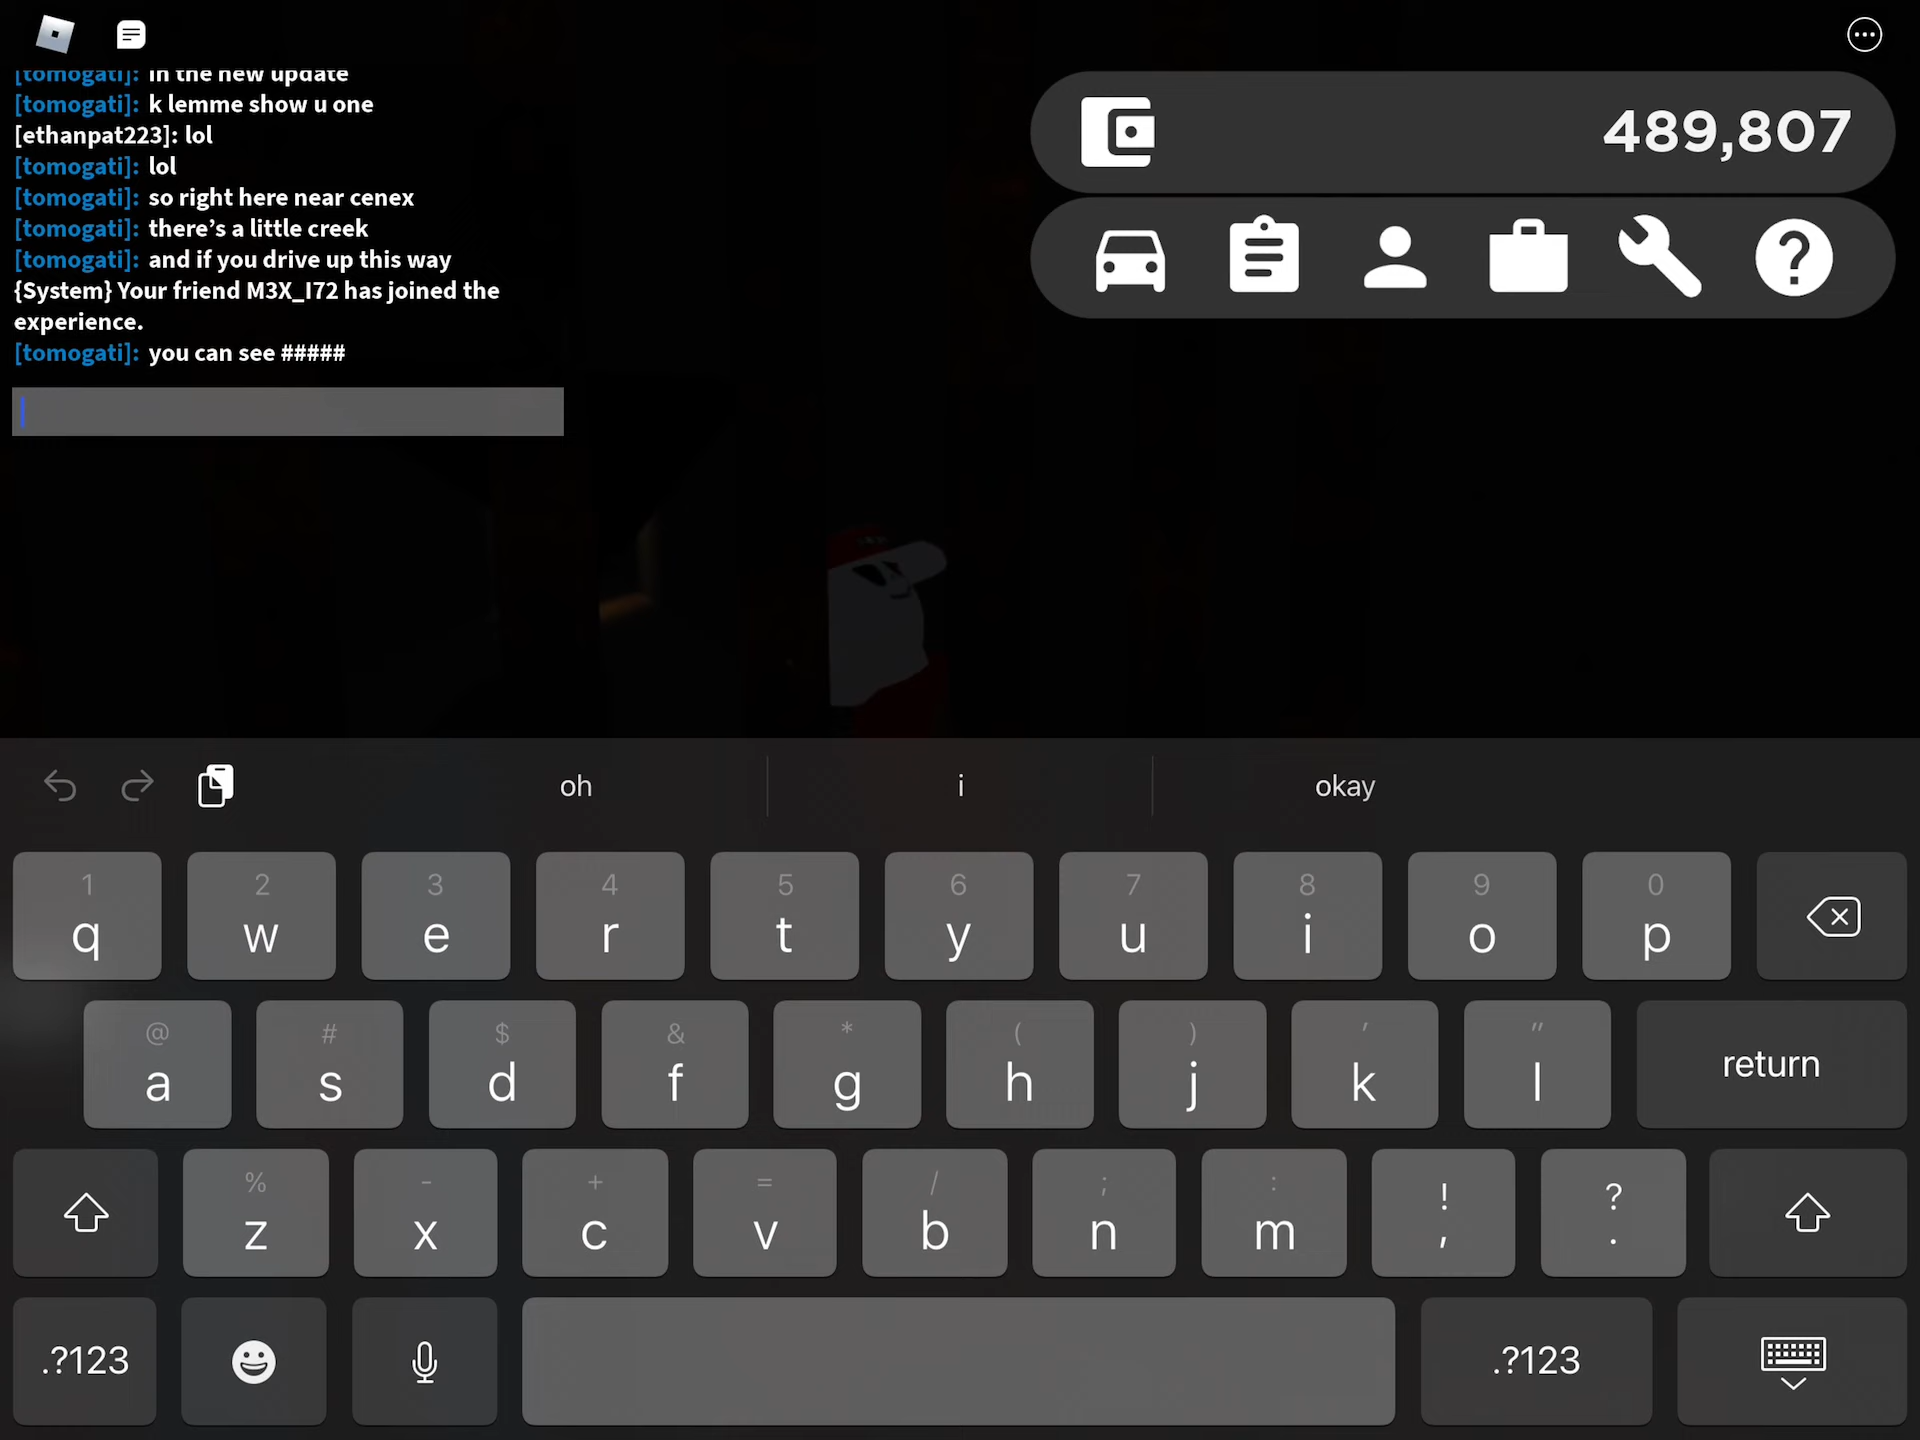 [tomogati]: in the new update
[tomogati]: k lemme show u one
[ethanpat223]: lol
[tomogati]: lol
[tomogati]: so right here near cenex
[tomogati]: there’s a little creek
[tomogati]: and if you drive up this way
{System} Your friend M3X_I72 has joined the
experience.
[tomogati]: you can see #####
489,807
oh i okay
1 2 3 4 5 6 7 8 9 0
q w e r t y u i o p
@ # $ & * ( ) ' "
a s d f g h j k l return
% - + = / ; : ! ?
z x c v b n m , .
.?123 .?123